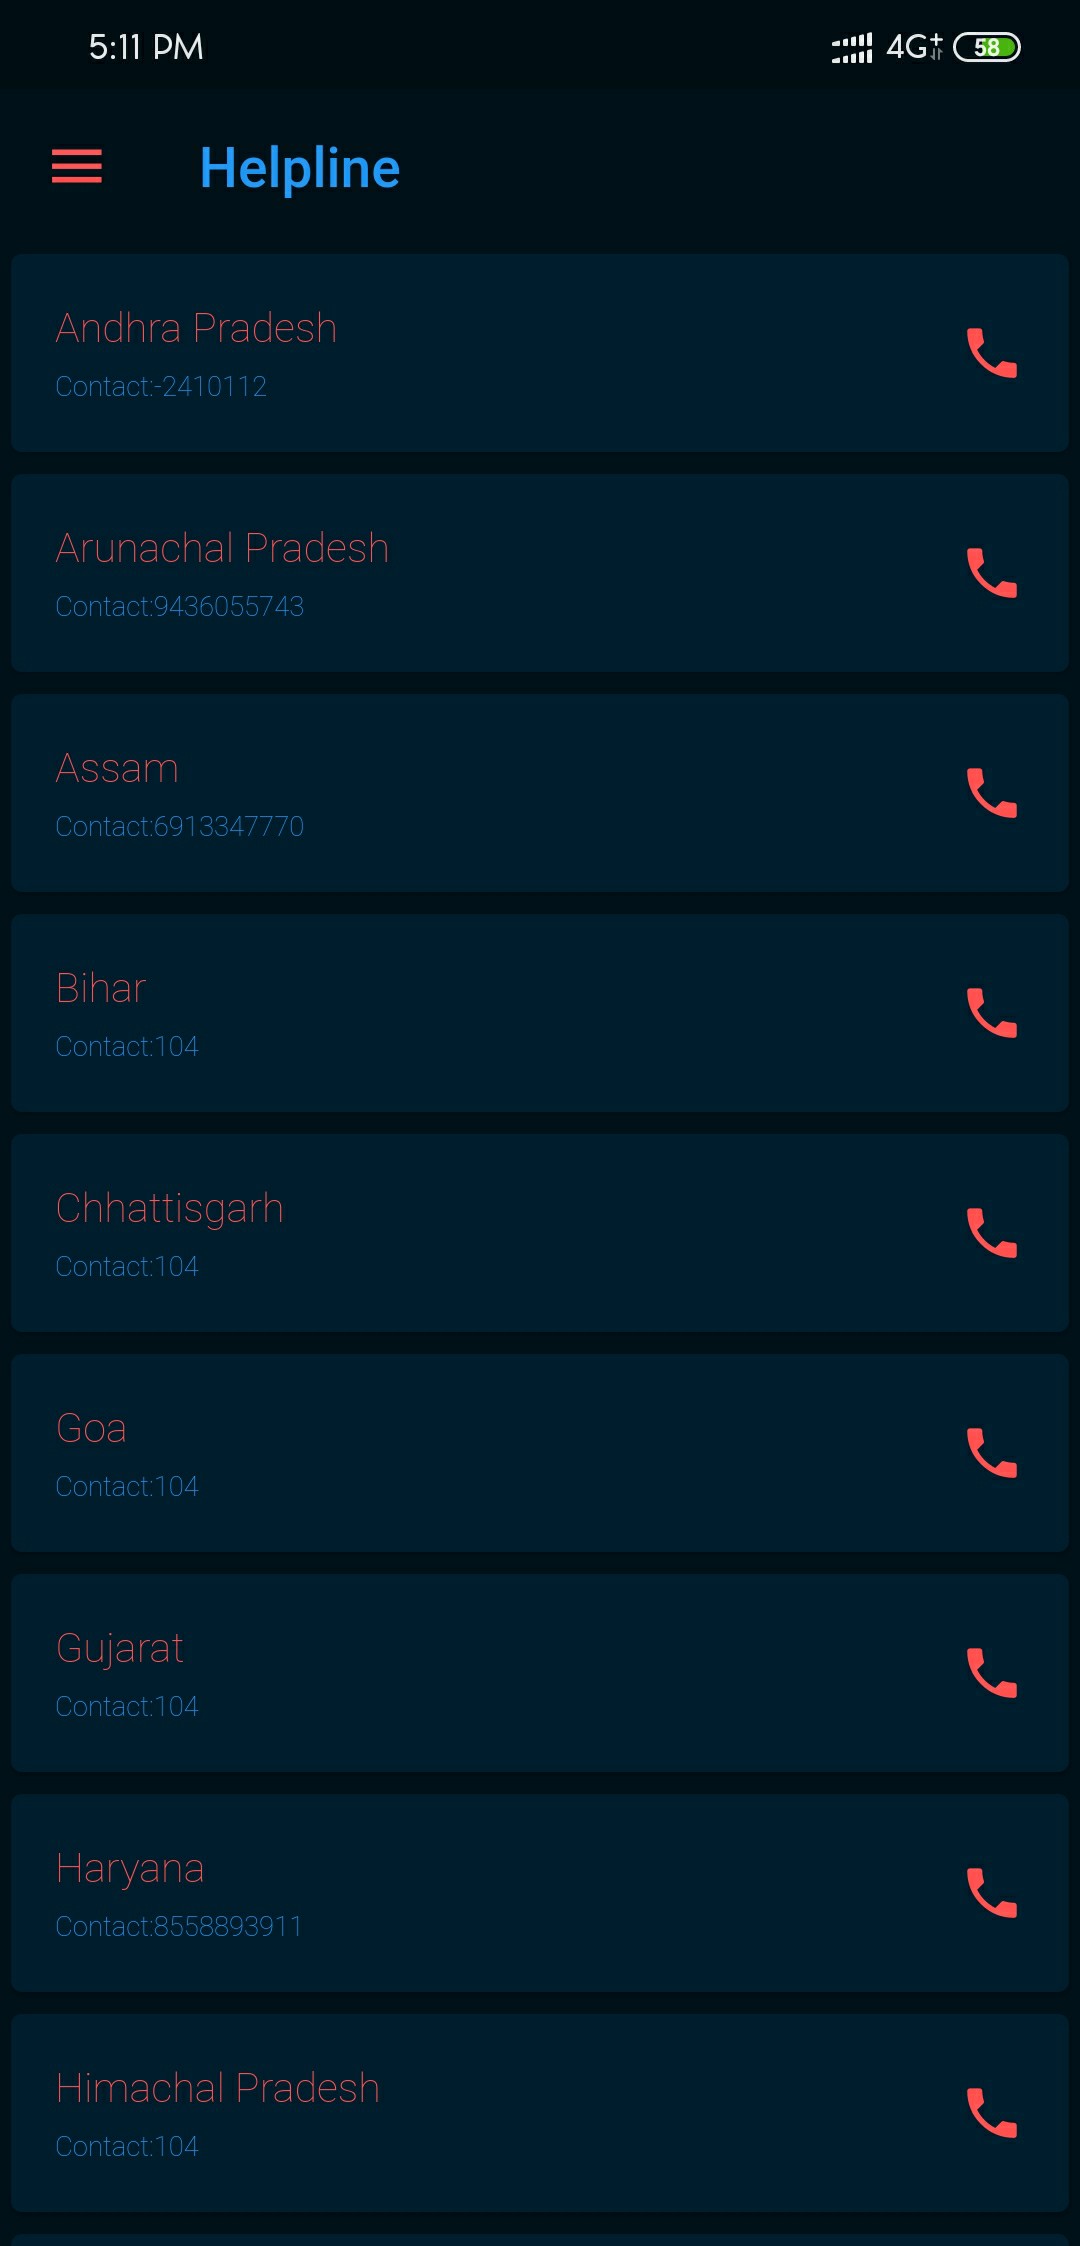 5:11 PM 4G+ 58
Helpline
Andhra Pradesh
Contact:-2410112
Arunachal Pradesh
Contact:9436055743
Assam
Contact:6913347770
Bihar
Contact:104
Chhattisgarh
Contact:104
Goa
Contact:104
Gujarat
Contact:104
Haryana
Contact:8558893911
Himachal Pradesh
Contact:104